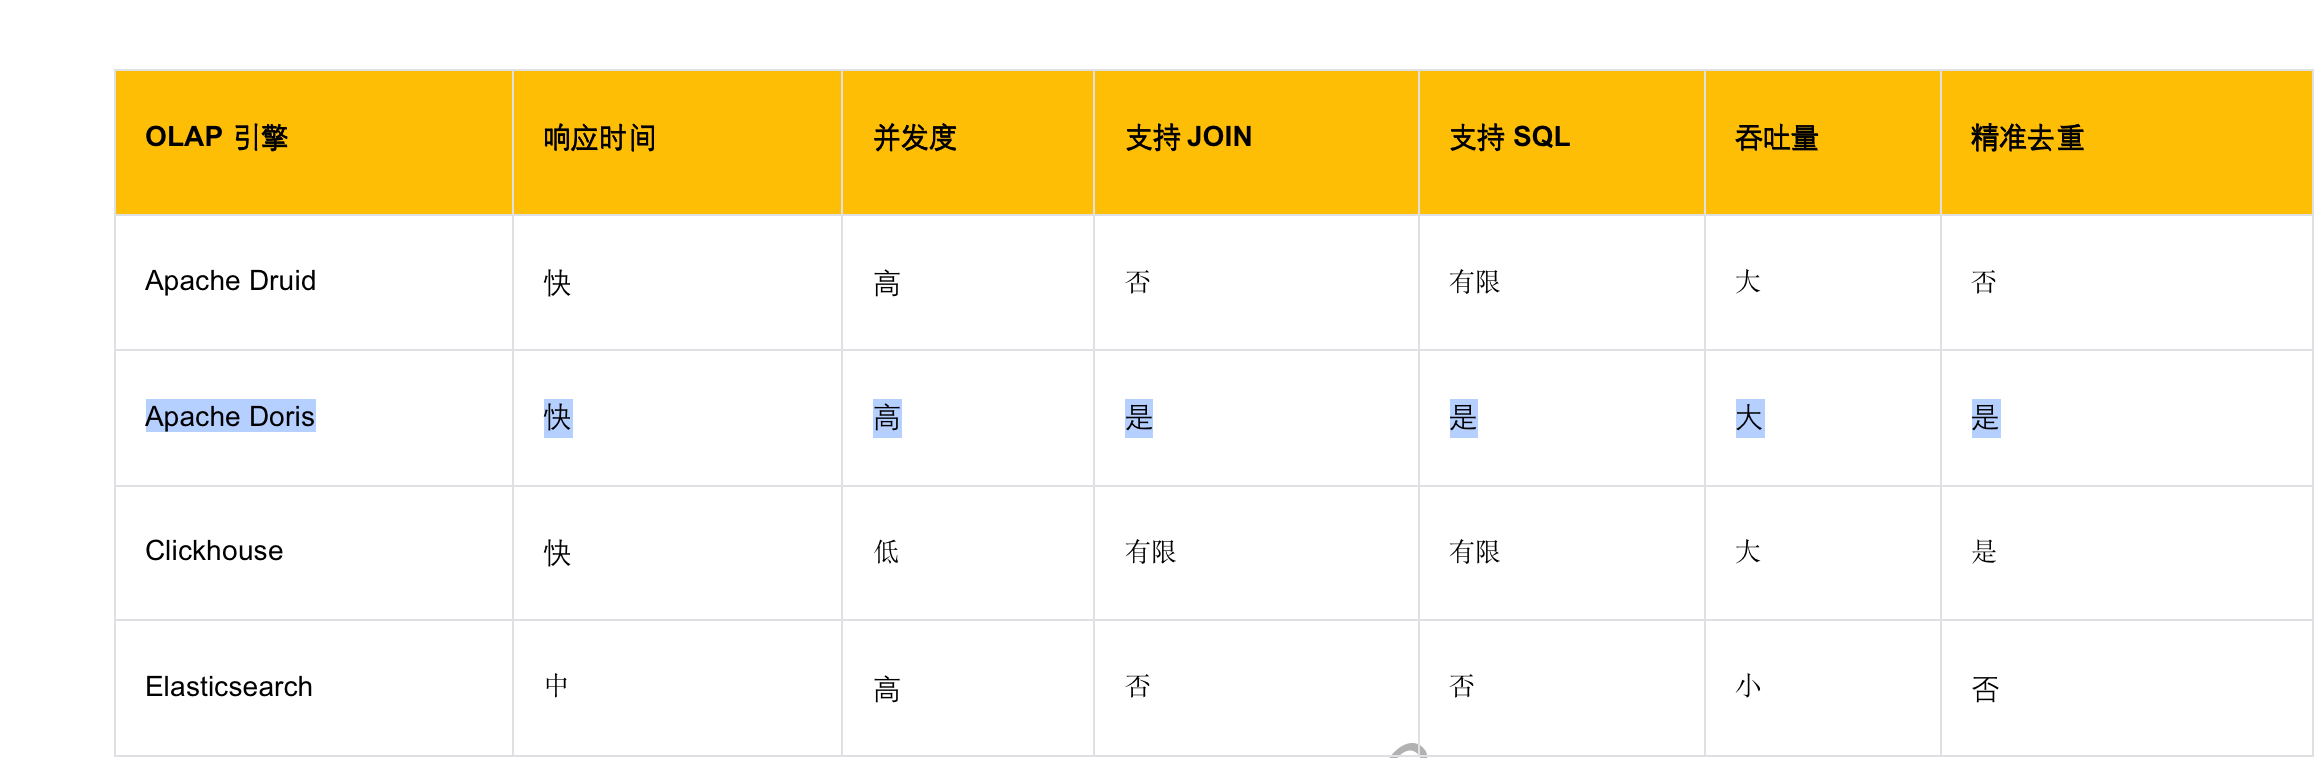 OLAP 引擎 响应时间 并发度 支持 JOIN 支持 SQL 吞吐量 精准去重
Apache Druid 快 高 否 有限 大 否
Apache Doris 快 高 是 是 大 是
Clickhouse 快 低 有限 有限 大 是
Elasticsearch 中 高 否 否 小 否